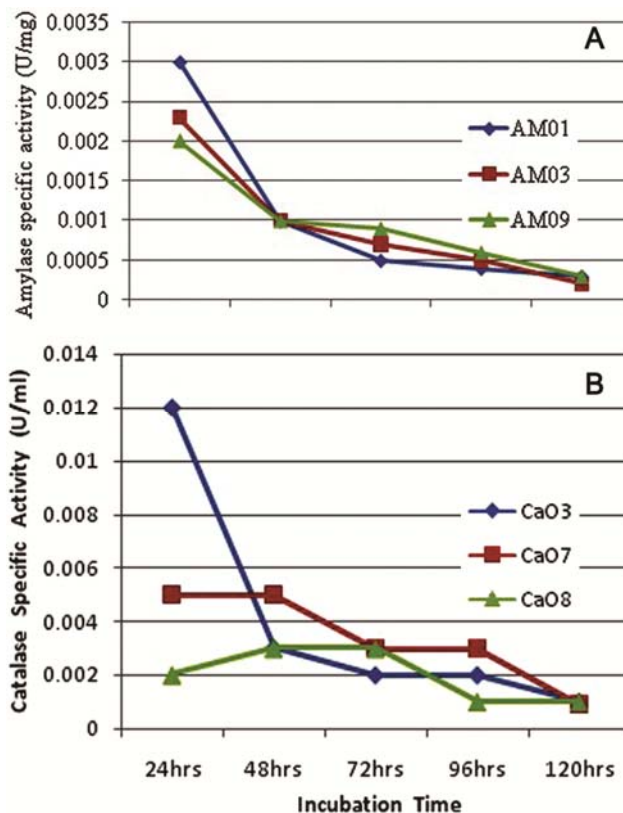 A
Amylase specific activity (U/mg)
0.0035
0.003
0.0025
0.002
0.0015
0.001
0.0005
0
AM01
AM03
AM09
B
Catalase Specific Activity (U/ml)
0.014
0.012
0.01
0.008
0.006
0.004
0.002
0
CaO3
CaO7
CaO8
24hrs 48hrs 72hrs 96hrs 120hrs
Incubation Time